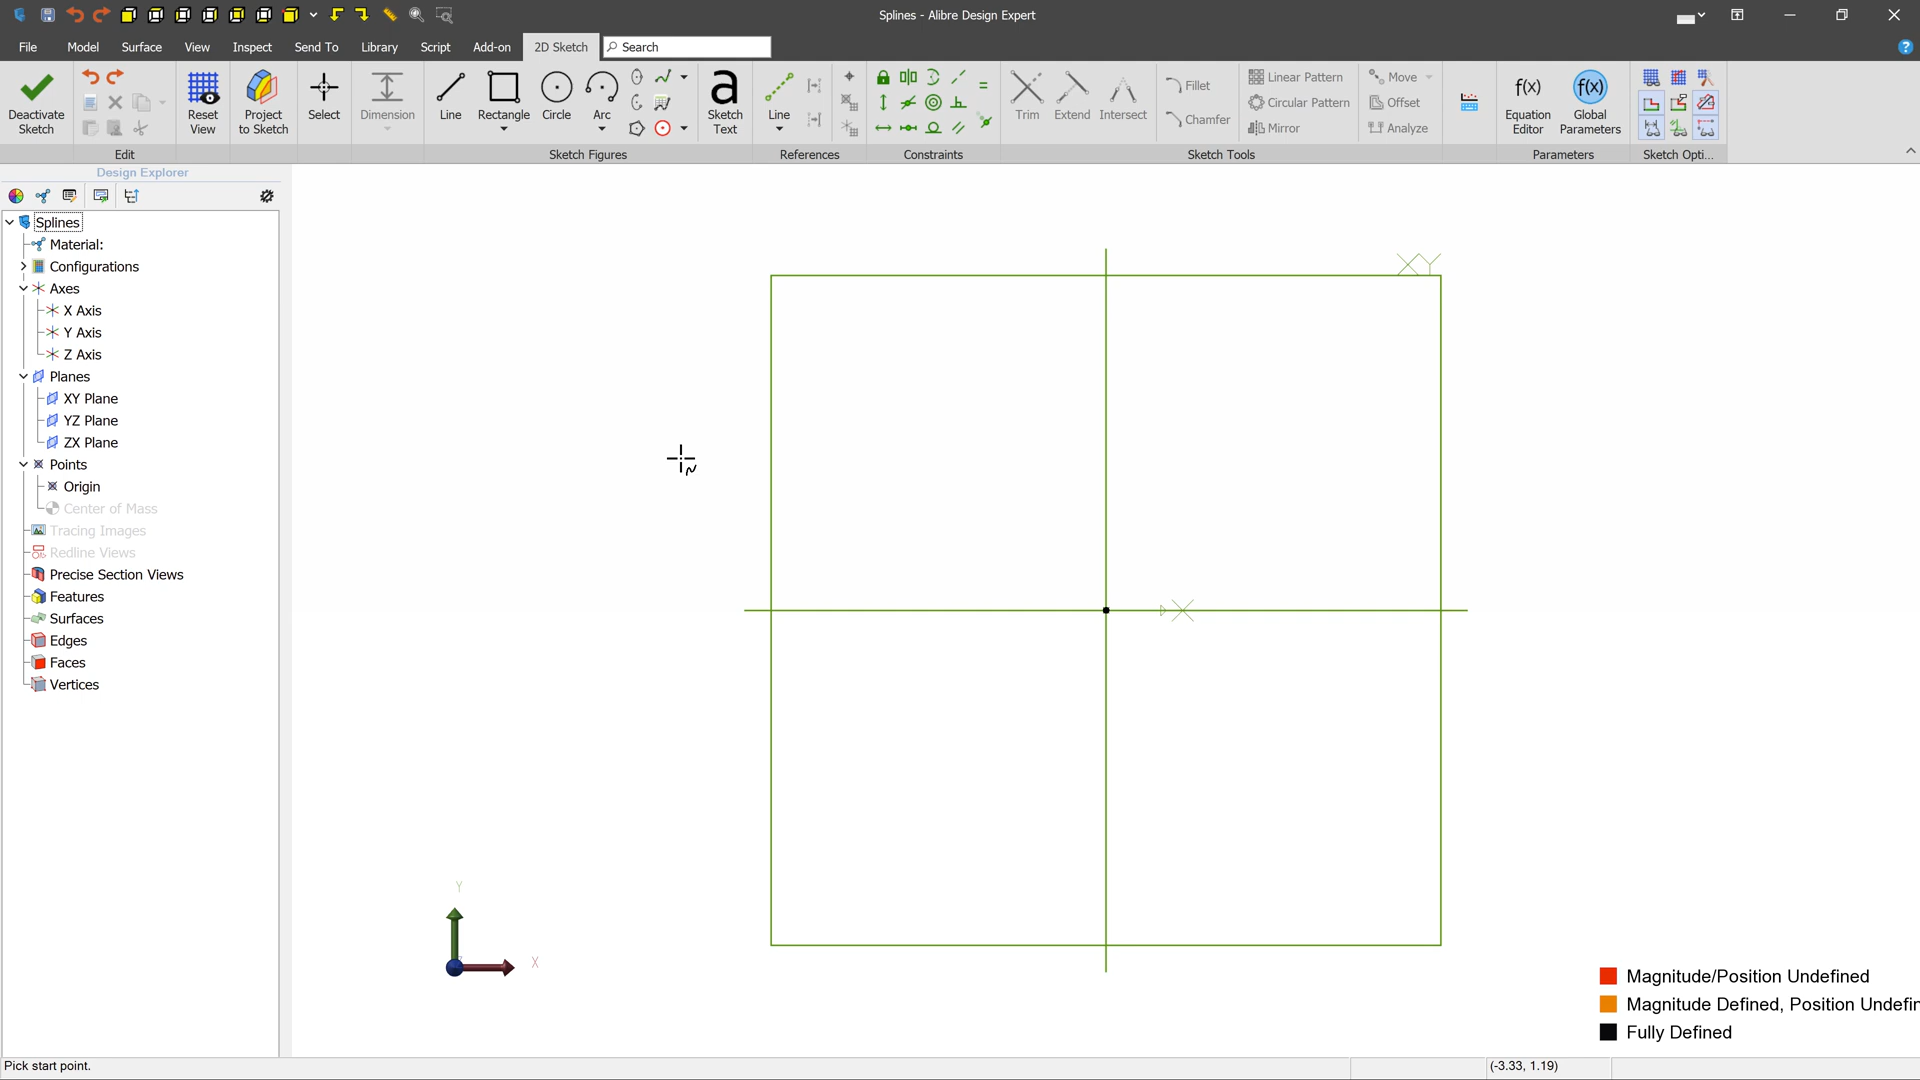 Splines - Alibre Design Expert
File Model Surface View Inspect Send To Library Script Add-on 2D Sketch Search
Deactivate Sketch
Reset View
Project to Sketch
Select
Dimension
Line
Rectangle
Circle
Arc
Sketch Text
Line
Trim
Extend
Intersect
Fillet
Chamfer
Linear Pattern
Circular Pattern
Mirror
Move
Offset
Analyze
f(x)
Equation Editor
f(x)
Global Parameters
Edit Sketch Figures References Constraints Sketch Tools Parameters Sketch Opti...
Design Explorer
Splines
Material:
Configurations
Axes
X Axis
Y Axis
Z Axis
Planes
XY Plane
YZ Plane
ZX Plane
Points
Origin
Center of Mass
Tracing Images
Redline Views
Precise Section Views
Features
Surfaces
Edges
Faces
Vertices
XY
X
Y
X
Magnitude/Position Undefined
Magnitude Defined, Position Undefin
Fully Defined
Pick start point.
(-3.33, 1.19)